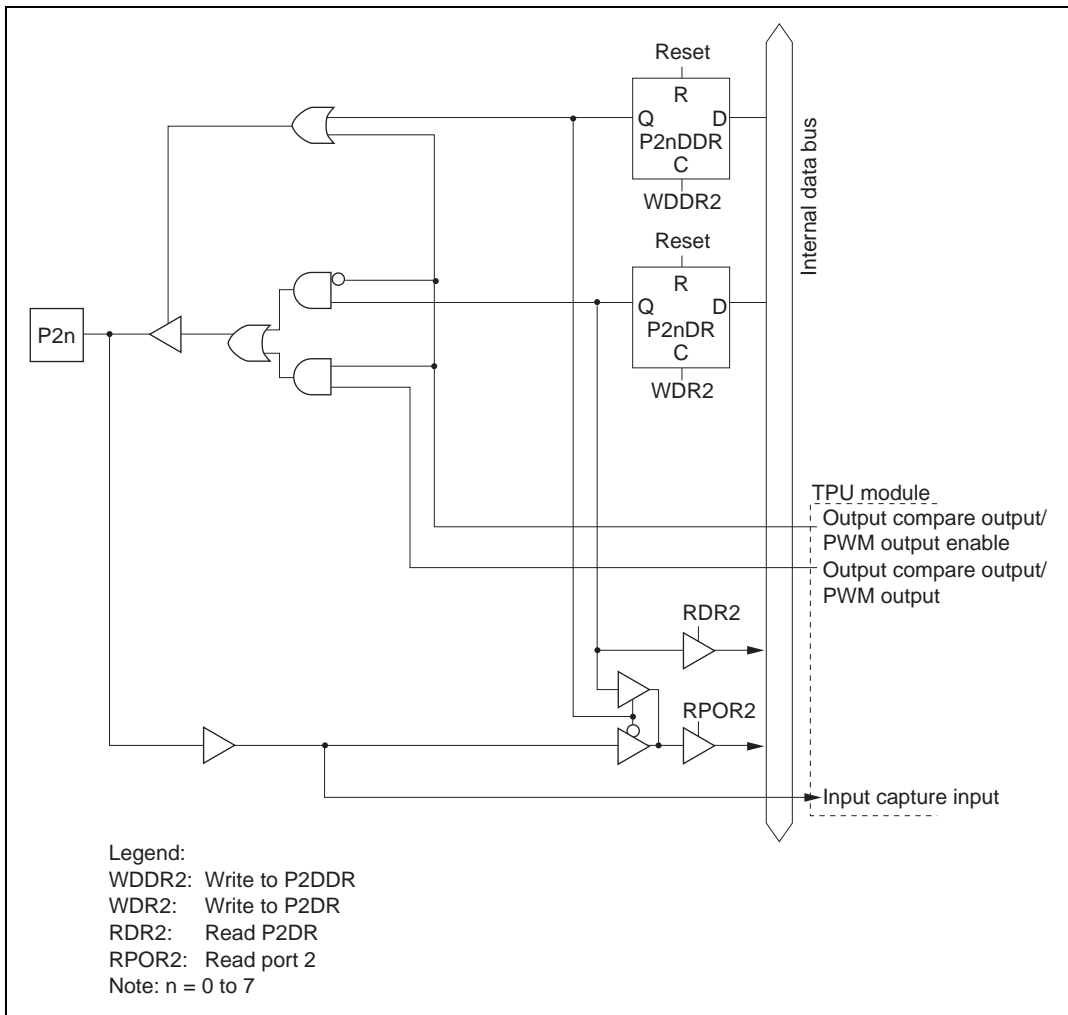 Reset
R
Q D
P2nDDR
C
WDDR2
Internal data bus
Reset
R
Q D
P2nDR
C
WDR2
P2n
TPU module
Output compare output/
PWM output enable
Output compare output/
PWM output
RDR2
RPOR2
Input capture input
Legend:
WDDR2: Write to P2DDR
WDR2: Write to P2DR
RDR2: Read P2DR
RPOR2: Read port 2
Note: n = 0 to 7